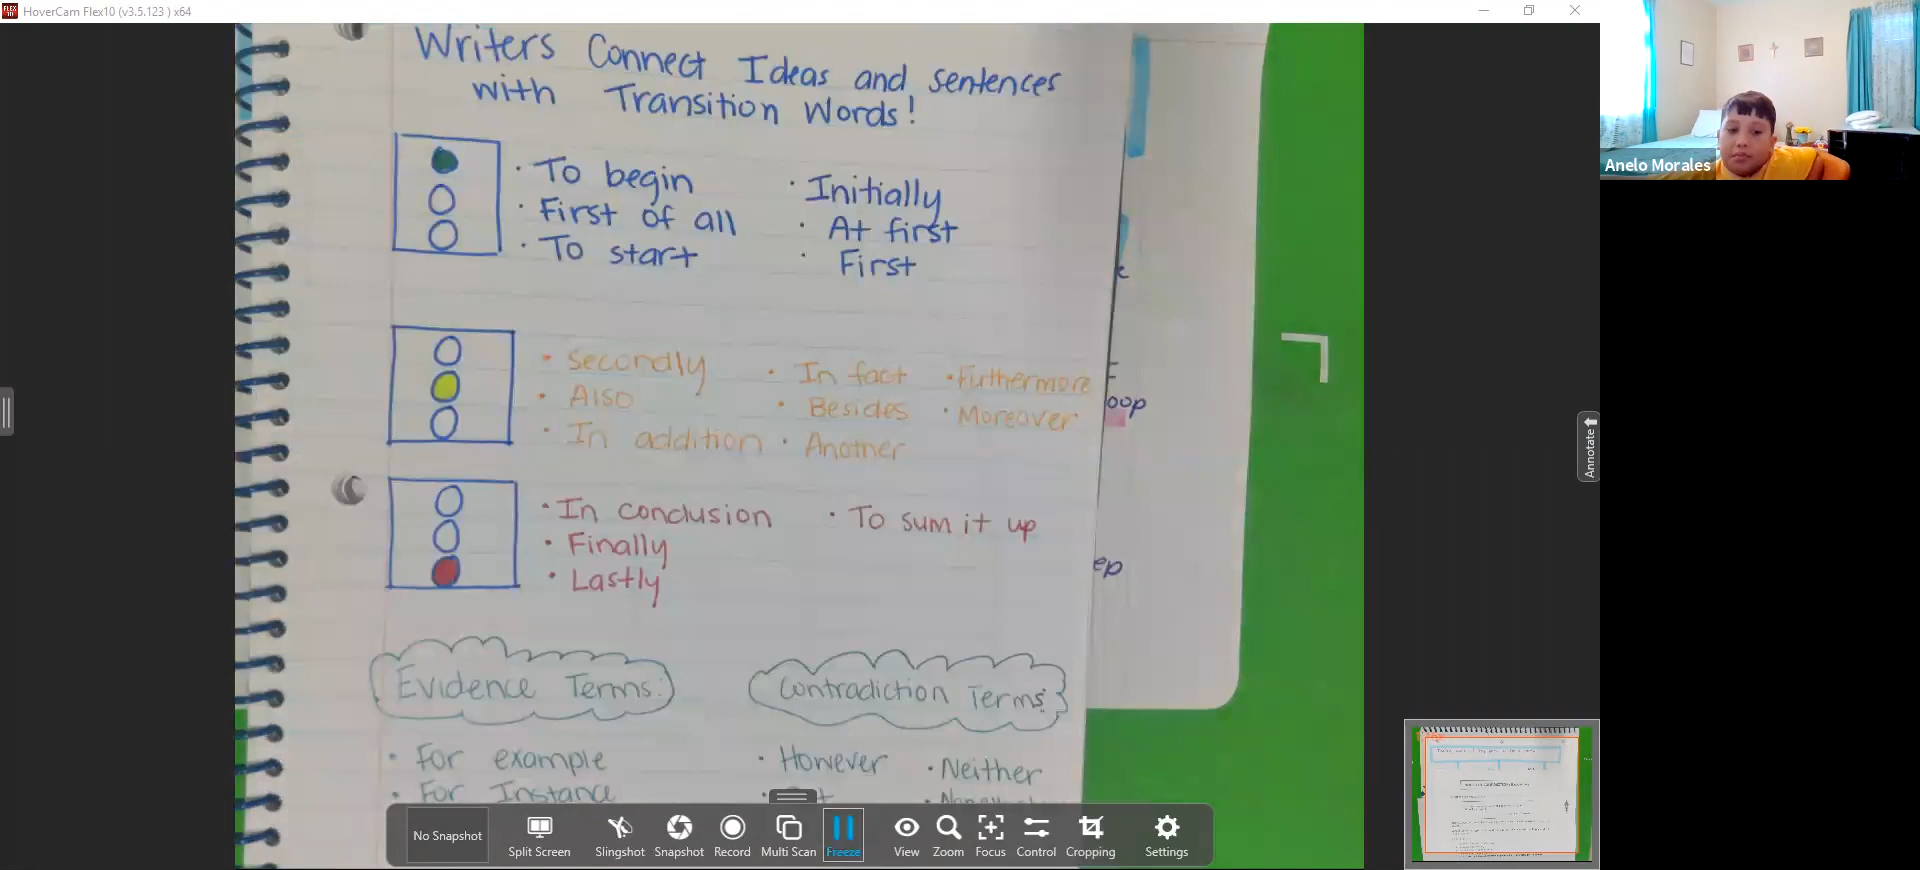 HoverCam Flex10 (v3.5.123 ) x64
Writers Connect Ideas and sentences
with Transition Words!
• To begin
• First of all
• To start
• Initially
• At first
• First
• Secondly
• Also
• In addition
• In fact
• Besides
• Another
• Futhermore
• Moreover
• In conclusion
• Finally
• Lastly
• To sum it up
oop
ep
Evidence Terms:
Contradiction Terms:
• For example
• For Instance
• However
• Neither
Anelo Morales
Annotate
No Snapshot
Split Screen
Slingshot
Snapshot
Record
Multi Scan
Freeze
View
Zoom
Focus
Control
Cropping
Settings